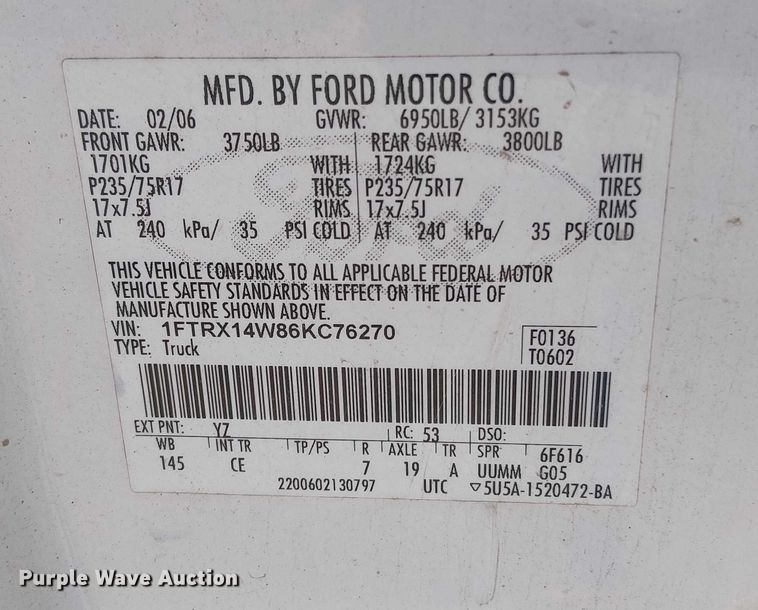 MFD. BY FORD MOTOR CO.
DATE: 02/06 GVWR: 6950LB/ 3153KG
FRONT GAWR: 3750LB REAR GAWR: 3800LB
1701KG WITH 1724KG WITH
P235/75R17 TIRES P235/75R17 TIRES
17x7.5J RIMS 17x7.5J RIMS
AT 240 kPa/ 35 PSI COLD AT 240 kPa/ 35 PSI COLD
Ford
THIS VEHICLE CONFORMS TO ALL APPLICABLE FEDERAL MOTOR
VEHICLE SAFETY STANDARDS IN EFFECT ON THE DATE OF
MANUFACTURE SHOWN ABOVE.
VIN: 1FTRX14W86KC76270
TYPE: Truck
F0136
T0602
EXT PNT: YZ RC: 53 DSO:
WB INT TR TP/PS R AXLE TR SPR 6F616
145 CE 7 19 A UUMM G05
2200602130797 UTC ▽5U5A-1520472-BA
Purple Wave Auction